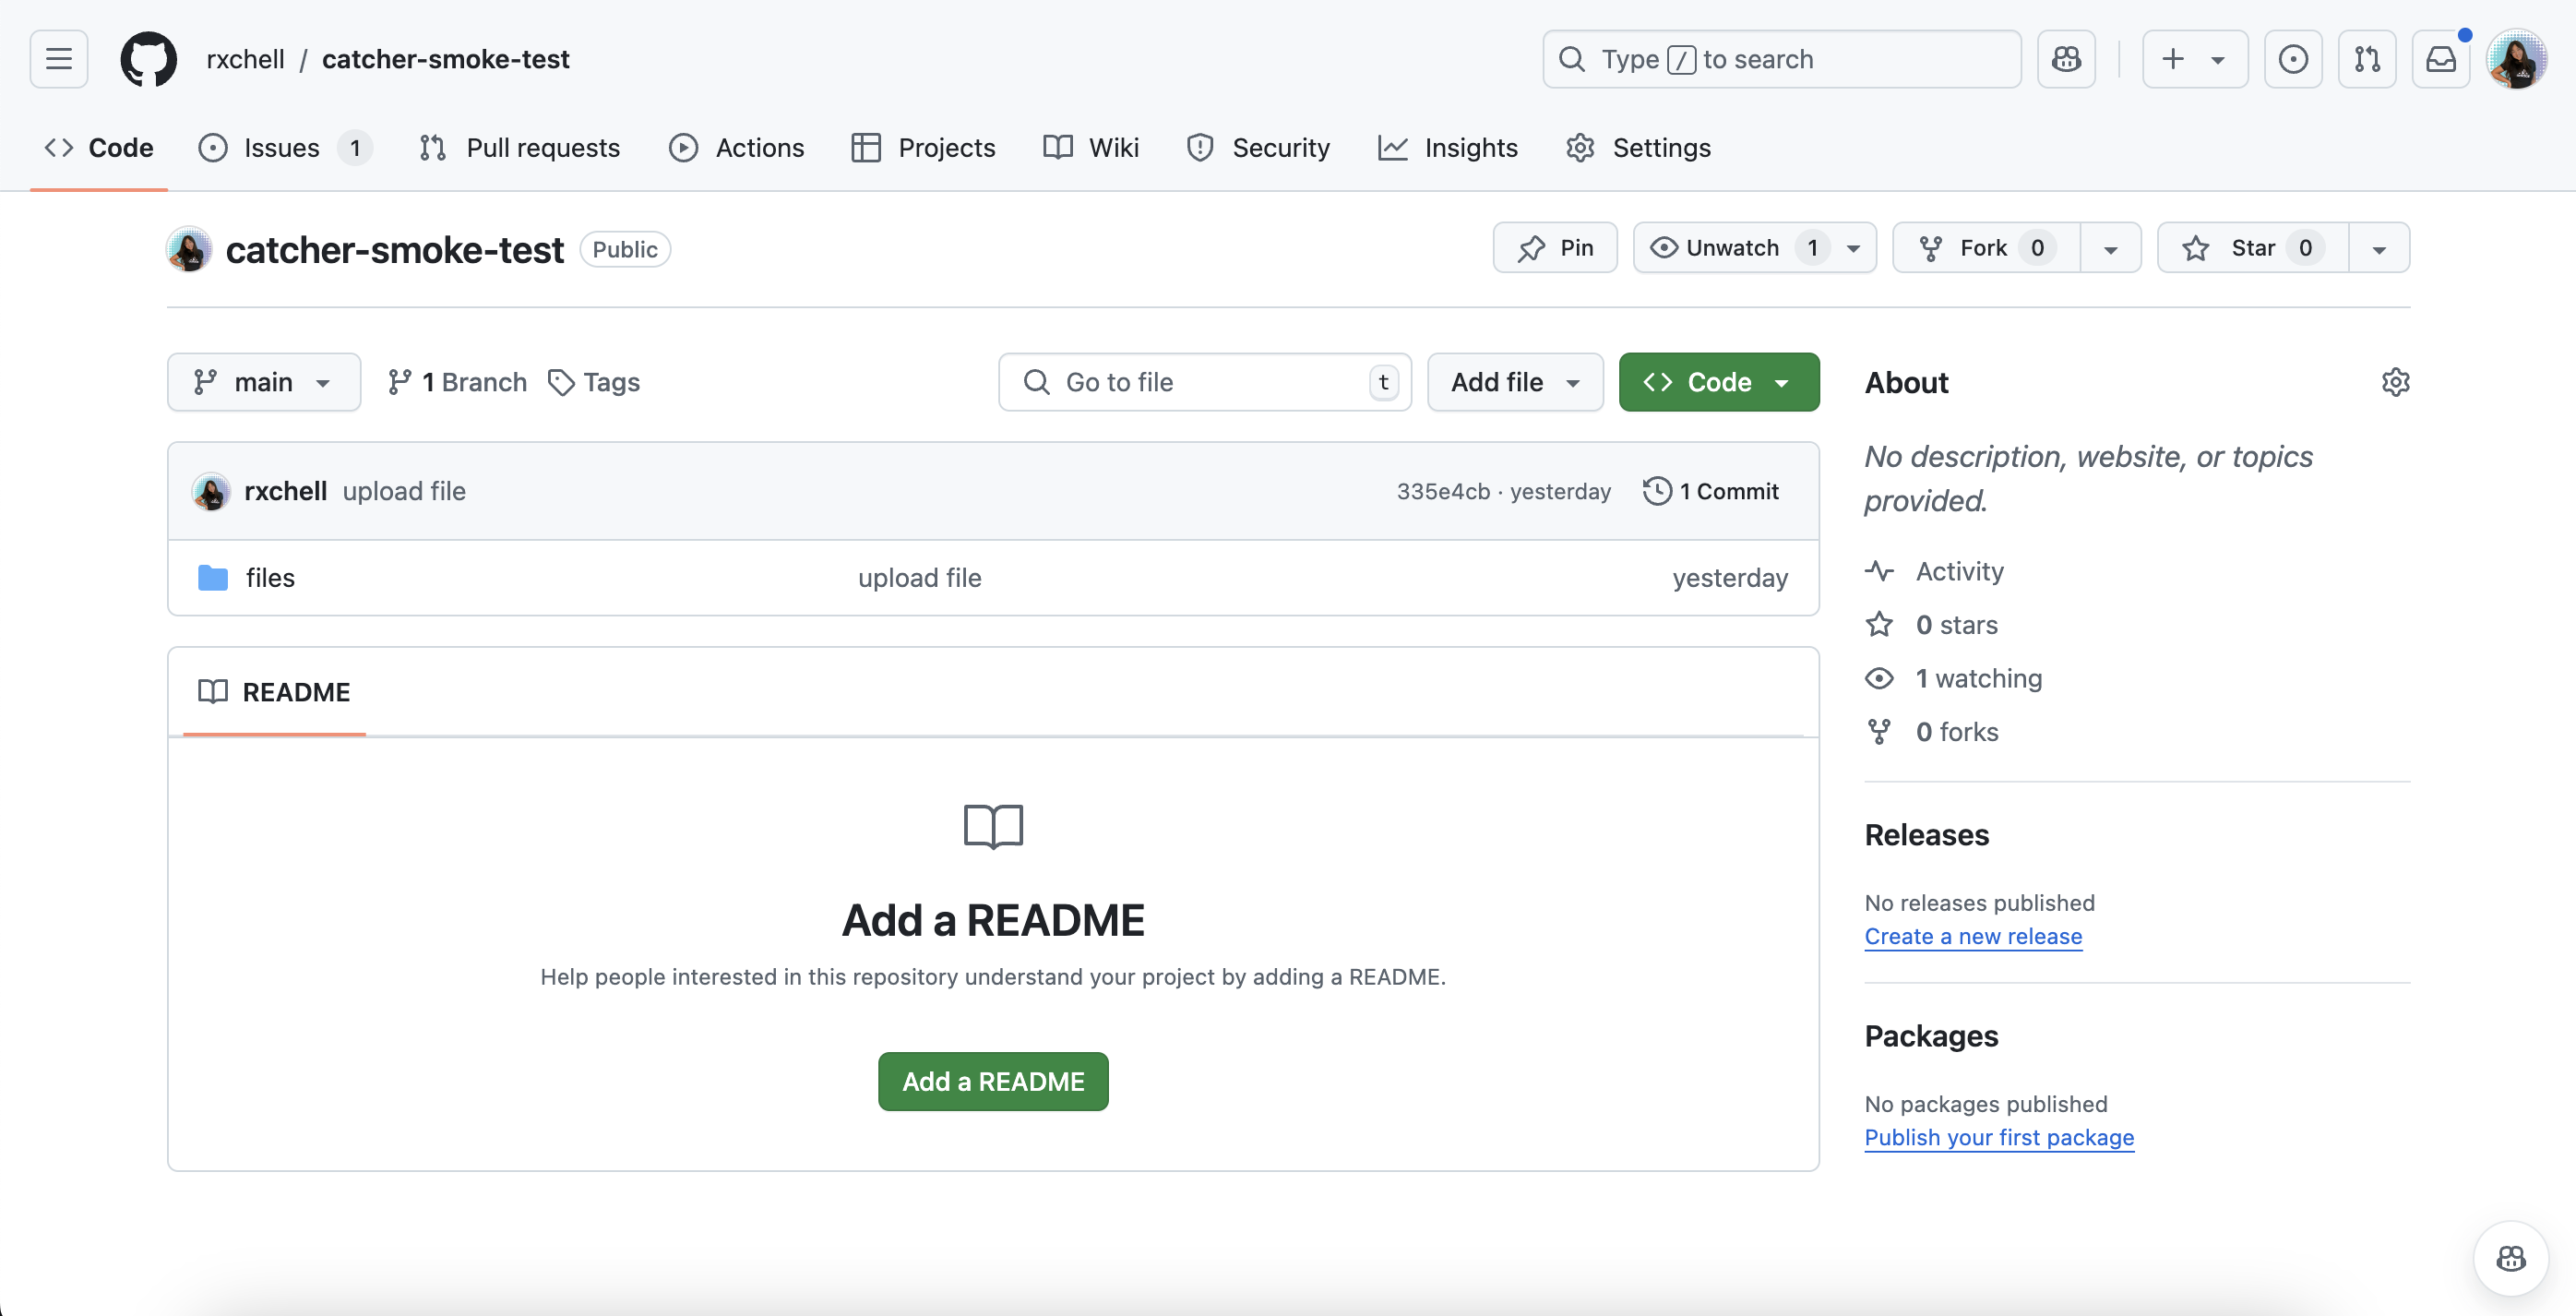 rxchell / catcher-smoke-test
Type / to search
Code
Issues 1
Pull requests
Actions
Projects
Wiki
Security
Insights
Settings
catcher-smoke-test Public
Pin
Unwatch 1
Fork 0
Star 0
main
1 Branch
Tags
Go to file t
Add file
Code
rxchell upload file 335e4cb · yesterday 1 Commit
files upload file yesterday
README
Add a README
Help people interested in this repository understand your project by adding a README.
Add a README
About
No description, website, or topics
provided.
Activity
0 stars
1 watching
0 forks
Releases
No releases published
Create a new release
Packages
No packages published
Publish your first package